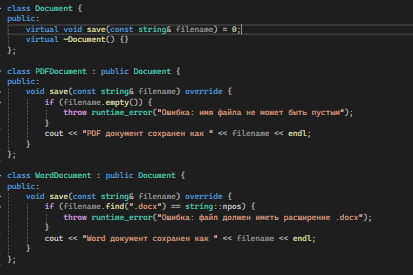 class Document {
public:
    virtual void save(const string& filename) = 0;
    virtual ~Document() {}
};

class PDFDocument : public Document {
public:
    void save(const string& filename) override {
        if (filename.empty()) {
            throw runtime_error("Ошибка: имя файла не может быть пустым");
        }
        cout << "PDF документ сохранен как " << filename << endl;
    }
};

class WordDocument : public Document {
public:
    void save(const string& filename) override {
        if (filename.find(".docx") == string::npos) {
            throw runtime_error("Ошибка: файл должен иметь расширение .docx");
        }
        cout << "Word документ сохранен как " << filename << endl;
    }
};